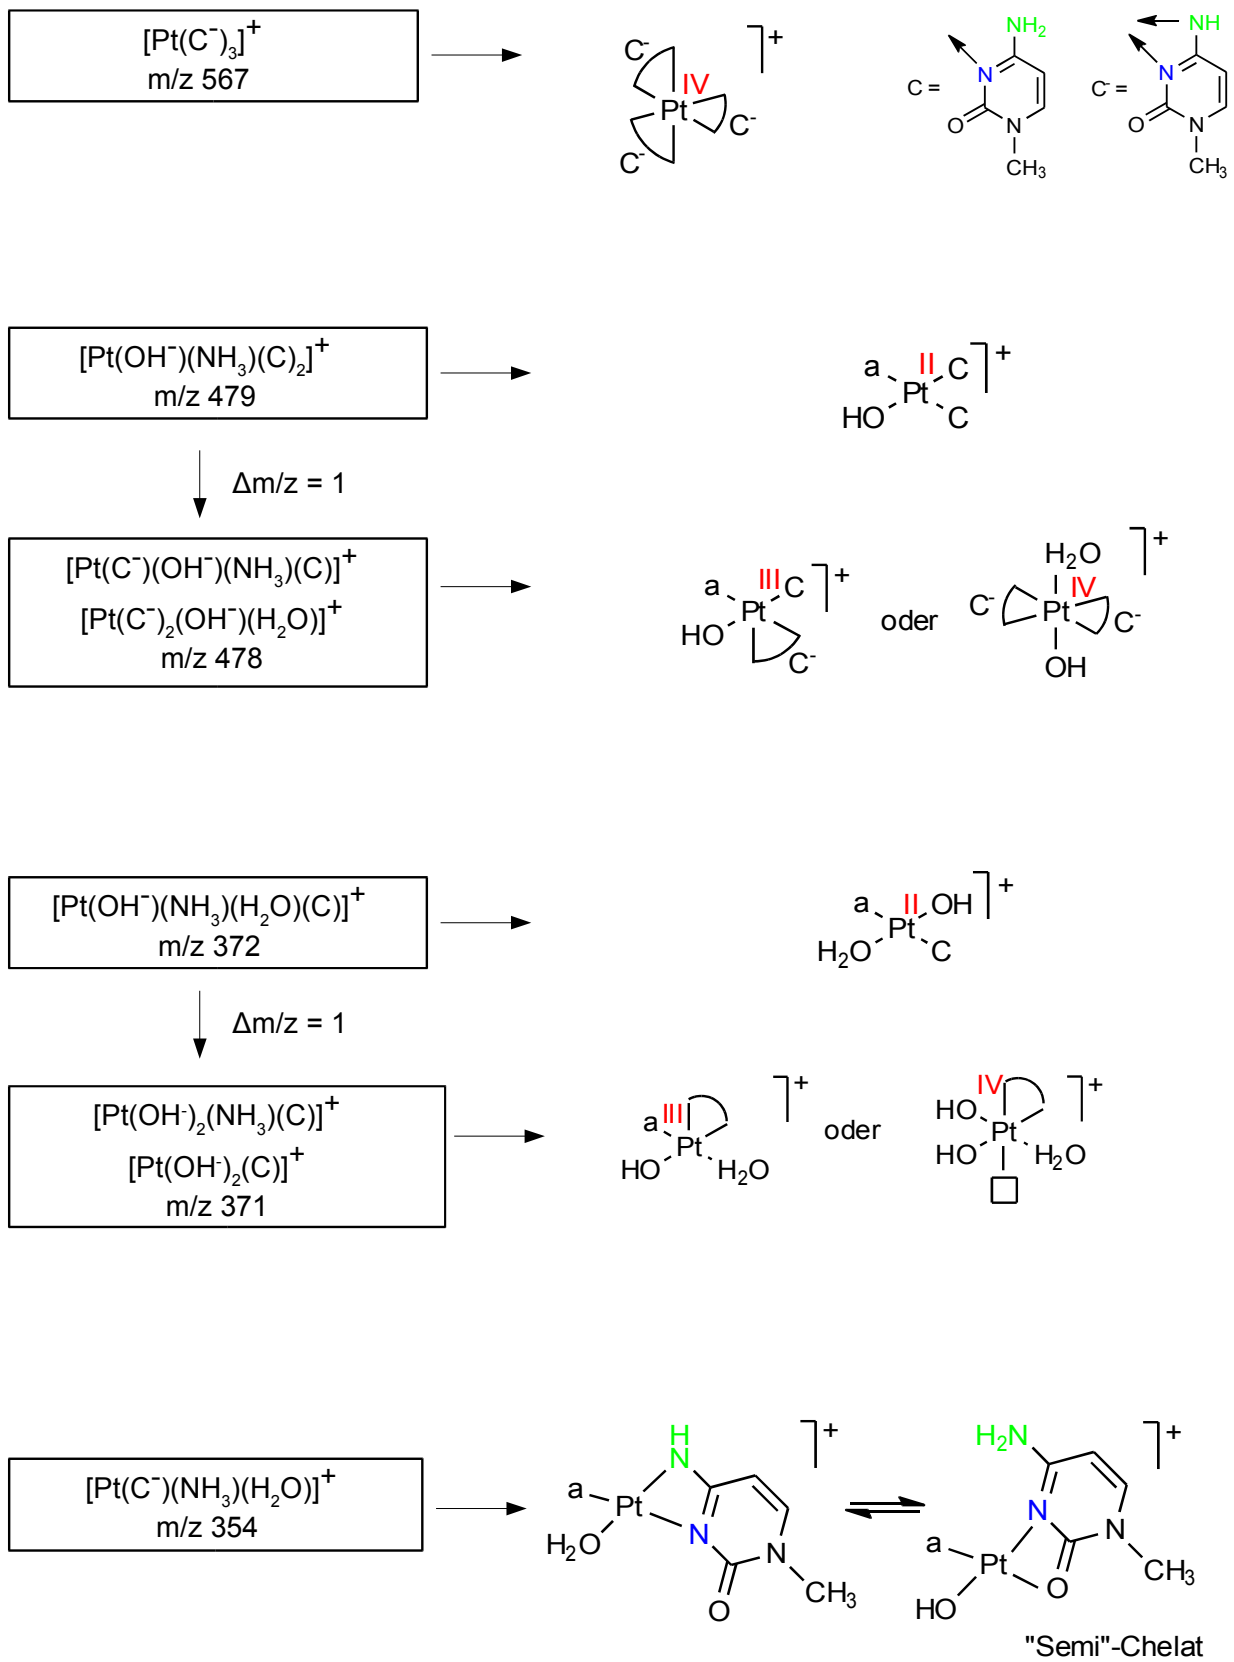 [Pt(C⁻)₃]⁺
m/z 567
C⁻
IV
Pt
C⁻
C⁻
]⁺
C =
NH₂
N
O
N
CH₃
C⁻ =
NH
N
O
N
CH₃
[Pt(OH⁻)(NH₃)(C)₂]⁺
m/z 479
a
II
C
]⁺
Pt
HO
C
Δm/z = 1
[Pt(C⁻)(OH⁻)(NH₃)(C)]⁺
[Pt(C⁻)₂(OH⁻)(H₂O)]⁺
m/z 478
a
III
C
]⁺
Pt
HO
C⁻
oder
H₂O
]⁺
IV
C⁻
Pt
C⁻
OH
[Pt(OH⁻)(NH₃)(H₂O)(C)]⁺
m/z 372
a
II
OH
]⁺
Pt
H₂O
C
Δm/z = 1
[Pt(OH⁻)₂(NH₃)(C)]⁺
[Pt(OH⁻)₂(C)]⁺
m/z 371
III
a
Pt
HO
H₂O
]⁺
oder
IV
HO
Pt
HO
H₂O
]⁺
[Pt(C⁻)(NH₃)(H₂O)]⁺
m/z 354
H
N
]⁺
a
Pt
H₂O
N
N
O
CH₃
H₂N
]⁺
N
N
a
Pt
O
CH₃
HO
"Semi"-Chelat